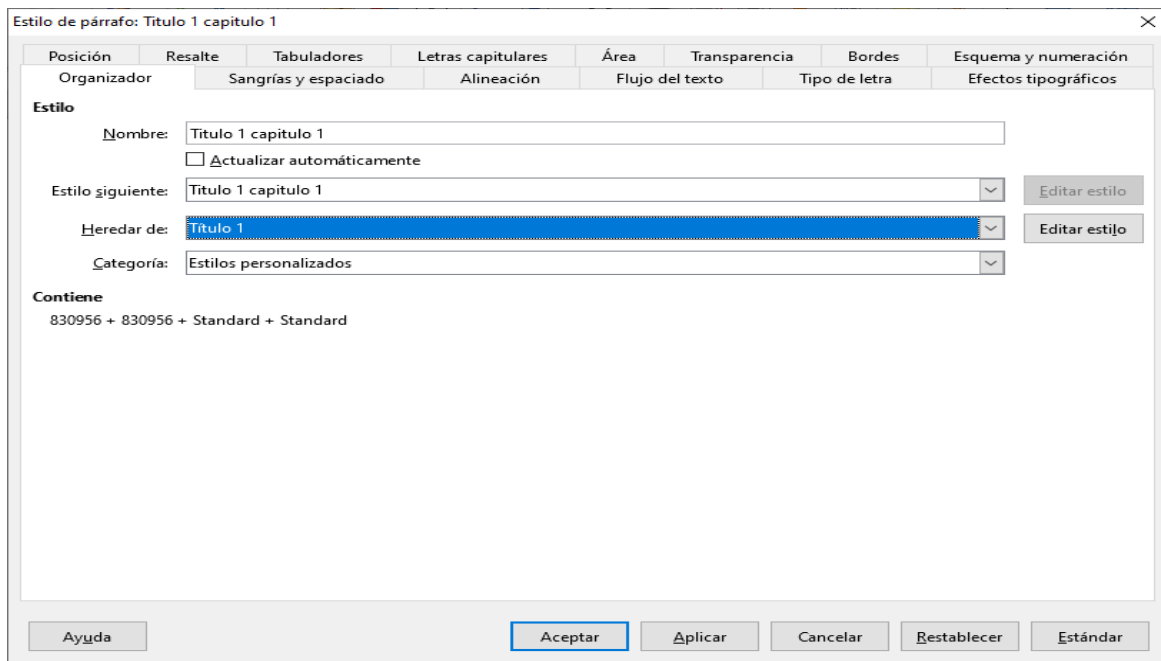 Estilo de párrafo: Titulo 1 capitulo 1
Posición Resalte Tabuladores Letras capitulares Área Transparencia Bordes Esquema y numeración
Organizador Sangrías y espaciado Alineación Flujo del texto Tipo de letra Efectos tipográficos
Estilo
Nombre: Titulo 1 capitulo 1
Actualizar automáticamente
Estilo siguiente: Titulo 1 capitulo 1 Editar estilo
Heredar de: Título 1 Editar estilo
Categoría: Estilos personalizados
Contiene
830956 + 830956 + Standard + Standard
Ayuda Aceptar Aplicar Cancelar Restablecer Estándar